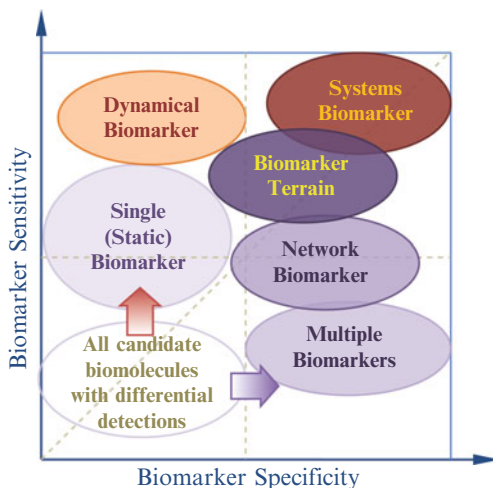 Systems
Biomarker
Dynamical
Biomarker
Biomarker
Terrain
Single
(Static)
Biomarker
Network
Biomarker
Multiple
Biomarkers
All candidate
biomolecules
with differential
detections
Biomarker Sensitivity
Biomarker Specificity